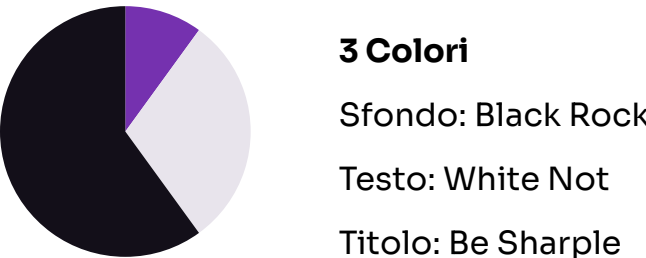 3 Colori
Sfondo: Black Rock
Testo: White Not
Titolo: Be Sharple